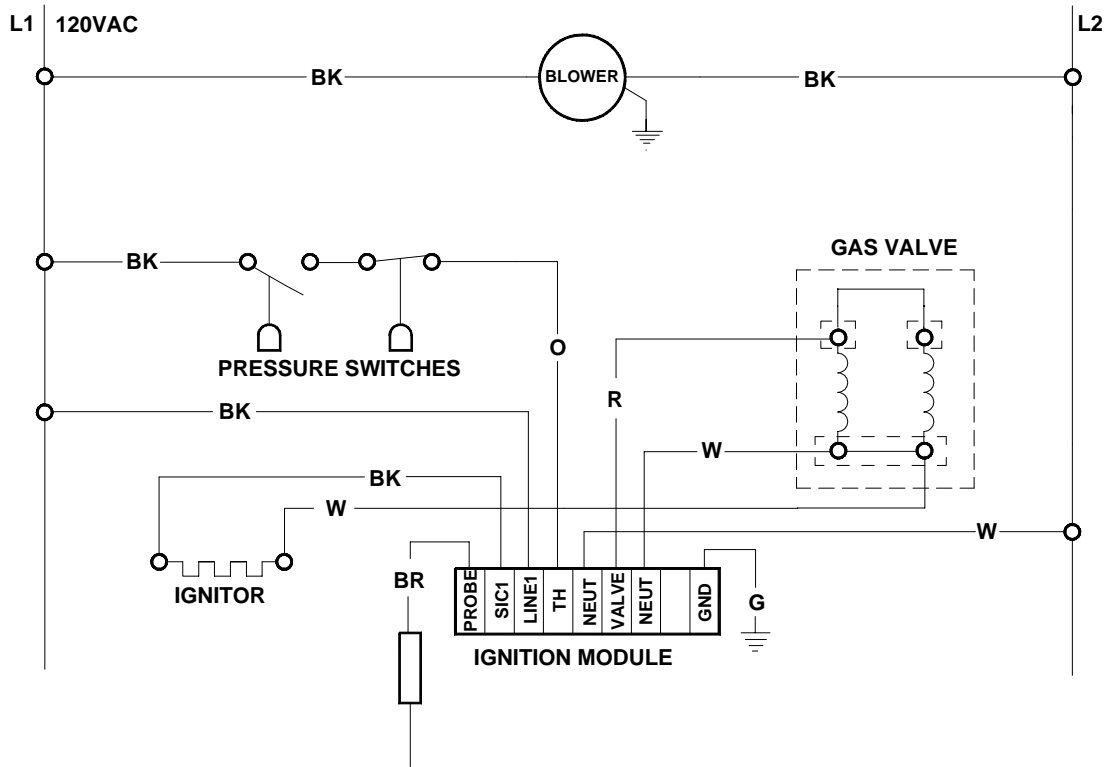 L1 120VAC L2
BK BLOWER BK
GAS VALVE
BK
O
PRESSURE SWITCHES
R
BK
W
BK
W
W
BR
PROBE
SIC1
LINE1
TH
NEUT
VALVE
NEUT
GND
G
IGNITOR
IGNITION MODULE